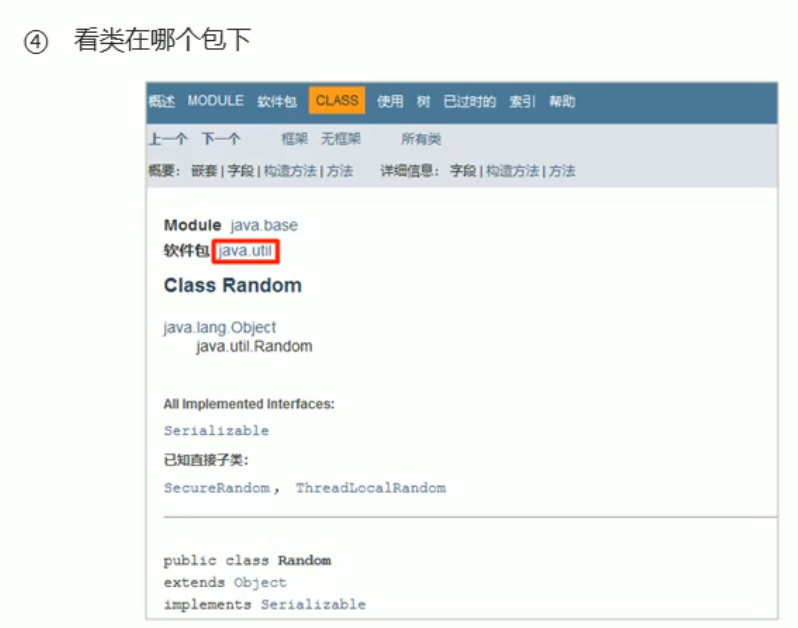 ④ 看类在哪个包下
概述 MODULE 软件包 CLASS 使用 树 已过时的 索引 帮助
上一个 下一个 框架 无框架 所有类
概要： 嵌套 | 字段 | 构造方法 | 方法 详细信息： 字段 | 构造方法 | 方法
Module java.base
软件包 java.util
Class Random
java.lang.Object
java.util.Random
All Implemented Interfaces:
Serializable
已知直接子类：
SecureRandom， ThreadLocalRandom
public class Random
extends Object
implements Serializable